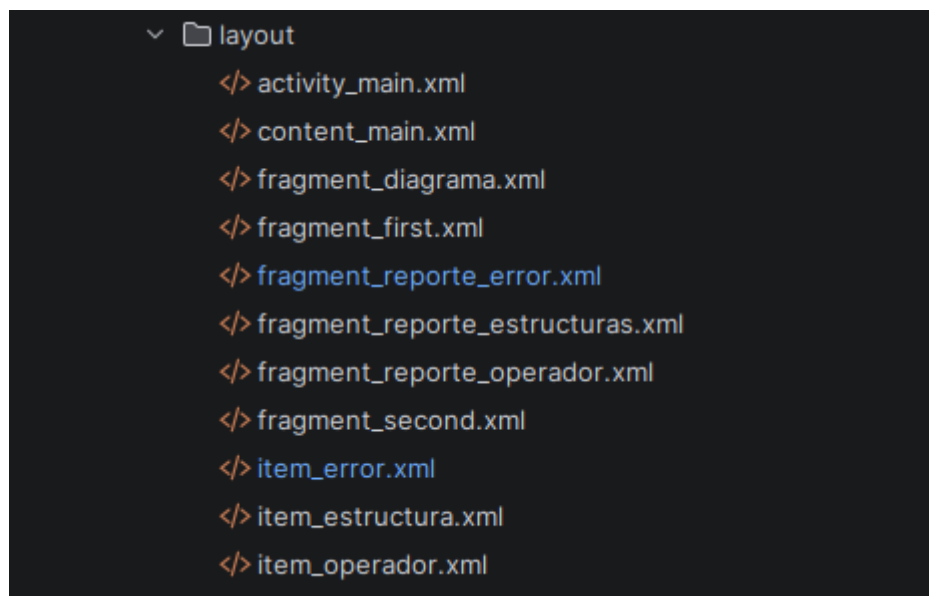 layout
</> activity_main.xml
</> content_main.xml
</> fragment_diagrama.xml
</> fragment_first.xml
</> fragment_reporte_error.xml
</> fragment_reporte_estructuras.xml
</> fragment_reporte_operador.xml
</> fragment_second.xml
</> item_error.xml
</> item_estructura.xml
</> item_operador.xml